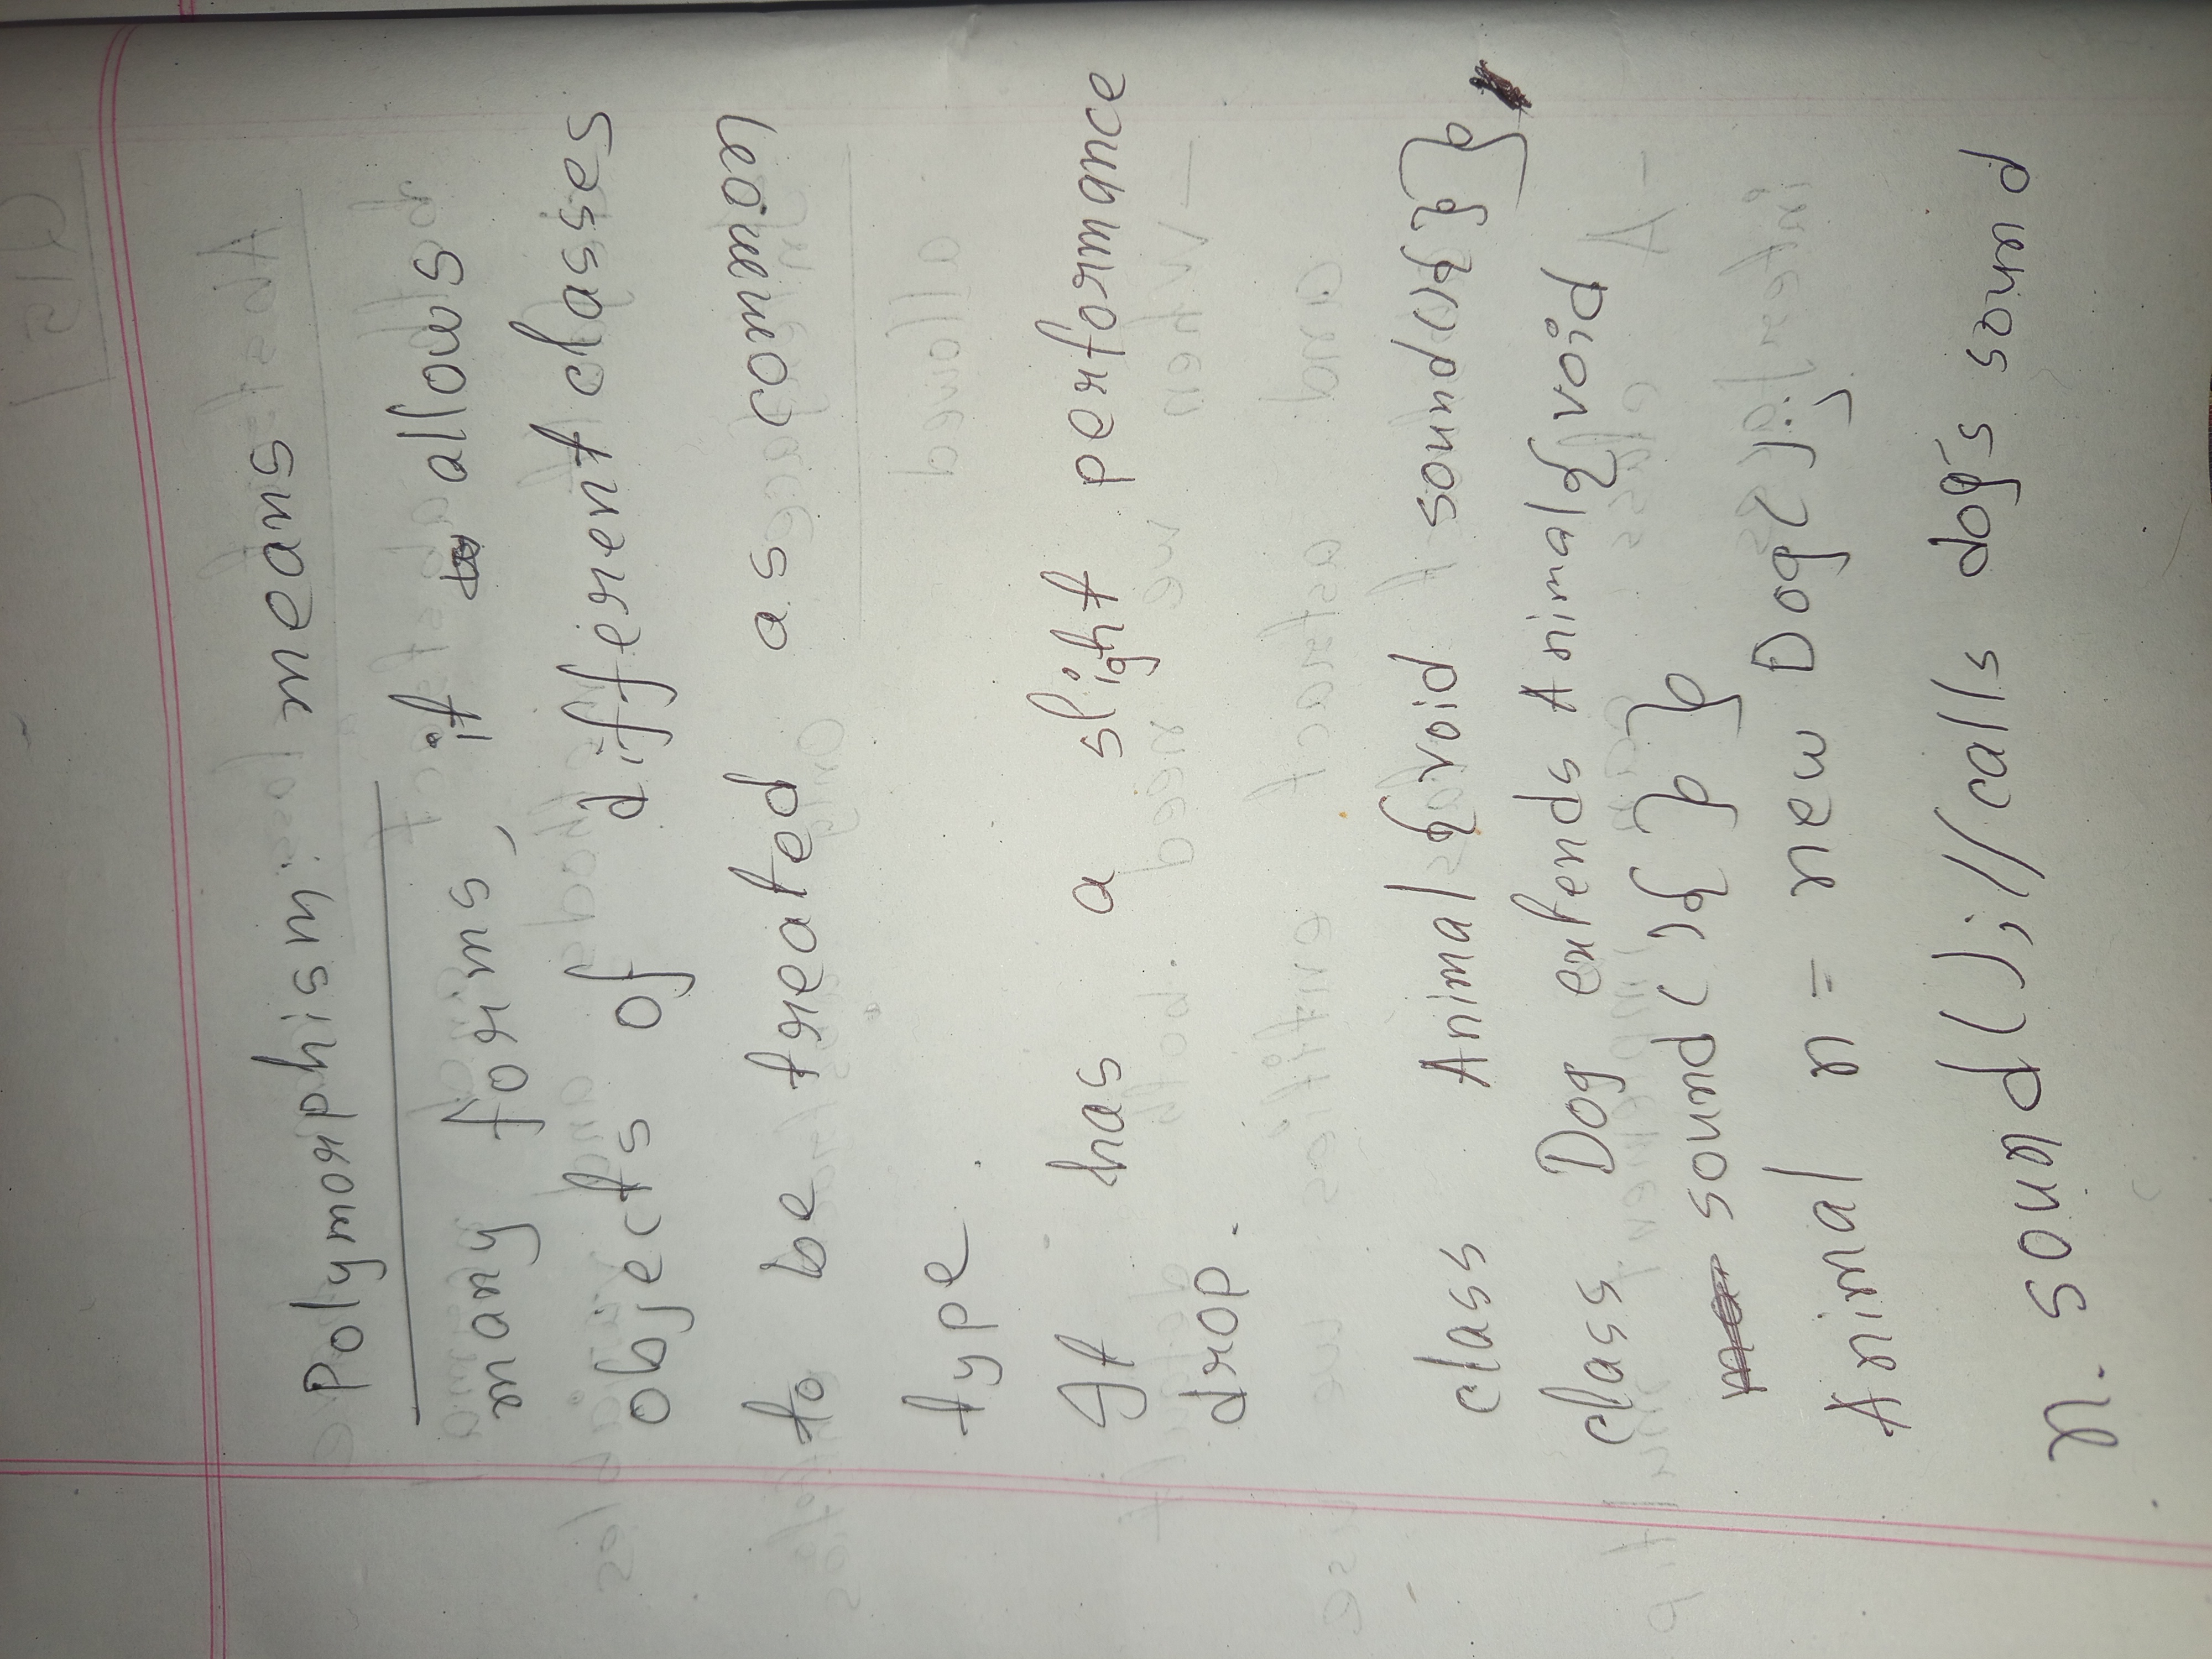 Polymorphism: means
many forms, it allows
objects of different classes
to be treated as common
type.
It has a slight performance
drop.
class Animal{void sound(){}}
class Dog extends Animal{void
sound(){ } }
Animal n = new Dog();
n. sound();//calls dog's sound